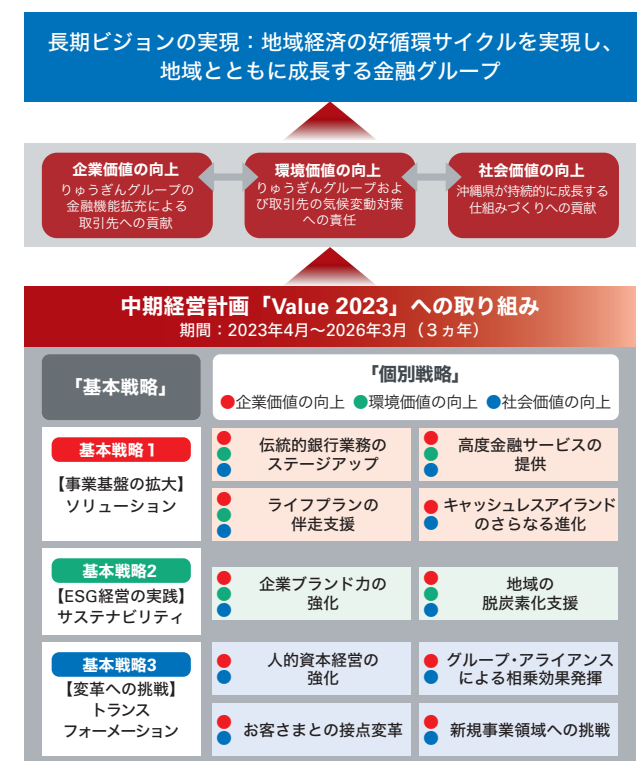 長期ビジョンの実現：地域経済の好循環サイクルを実現し、
地域とともに成長する金融グループ
企業価値の向上
りゅうぎんグループの
金融機能拡充による
取引先への貢献
環境価値の向上
りゅうぎんグループおよ
び取引先の気候変動対策
への責任
社会価値の向上
沖縄県が持続的に成長する
仕組みづくりへの貢献
中期経営計画「Value 2023」への取り組み
期間：2023年4月～2026年3月（3ヵ年）
「基本戦略」
「個別戦略」
●企業価値の向上 ●環境価値の向上 ●社会価値の向上
基本戦略1
【事業基盤の拡大】
ソリューション
伝統的銀行業務の
ステージアップ
高度金融サービスの
提供
ライフプランの
伴走支援
キャッシュレスアイランド
のさらなる進化
基本戦略2
【ESG経営の実践】
サステナビリティ
企業ブランド力の
強化
地域の
脱炭素化支援
基本戦略3
【変革への挑戦】
トランス
フォーメーション
人的資本経営の
強化
グループ・アライアンス
による相乗効果発揮
お客さまとの接点変革
新規事業領域への挑戦